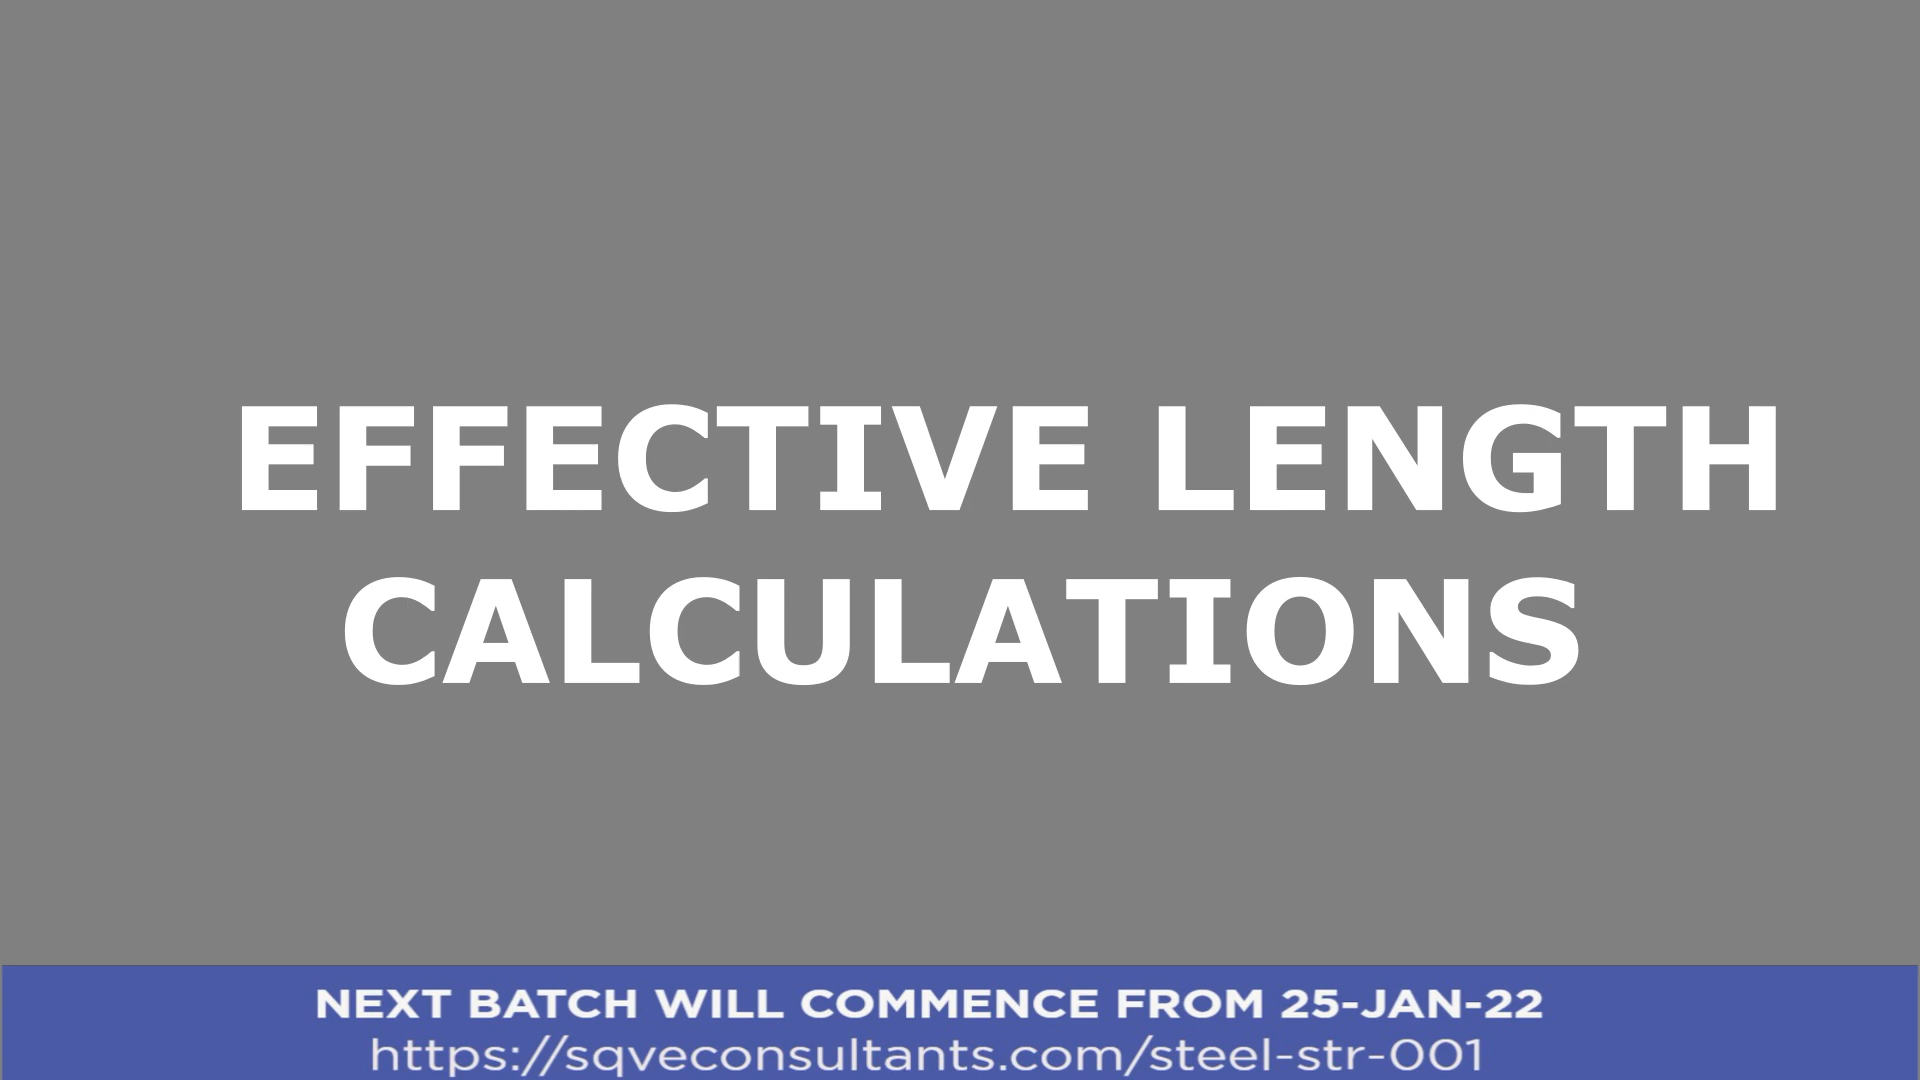 EFFECTIVE LENGTH
CALCULATIONS
NEXT BATCH WILL COMMENCE FROM 25-JAN-22
https://sqveconsultants.com/steel-str-001